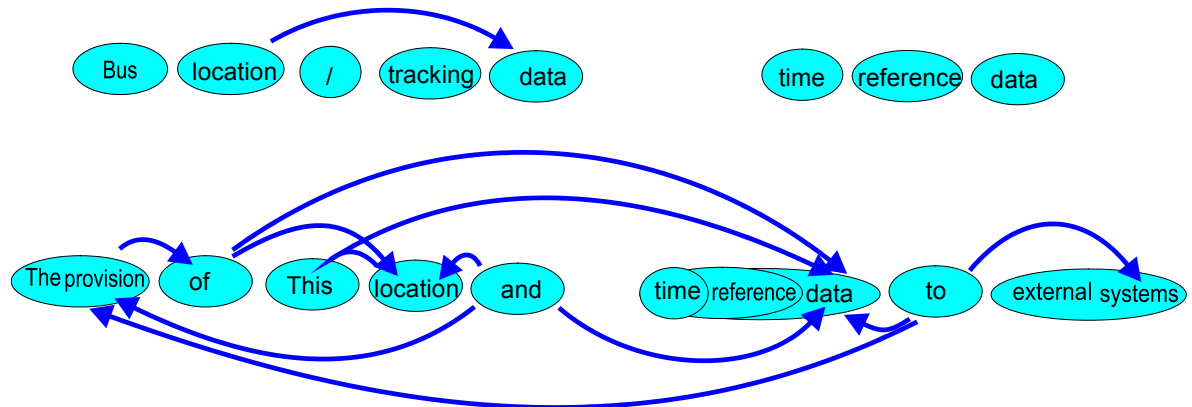 Bus location / tracking data time reference data
The provision of This location and time reference data to external systems